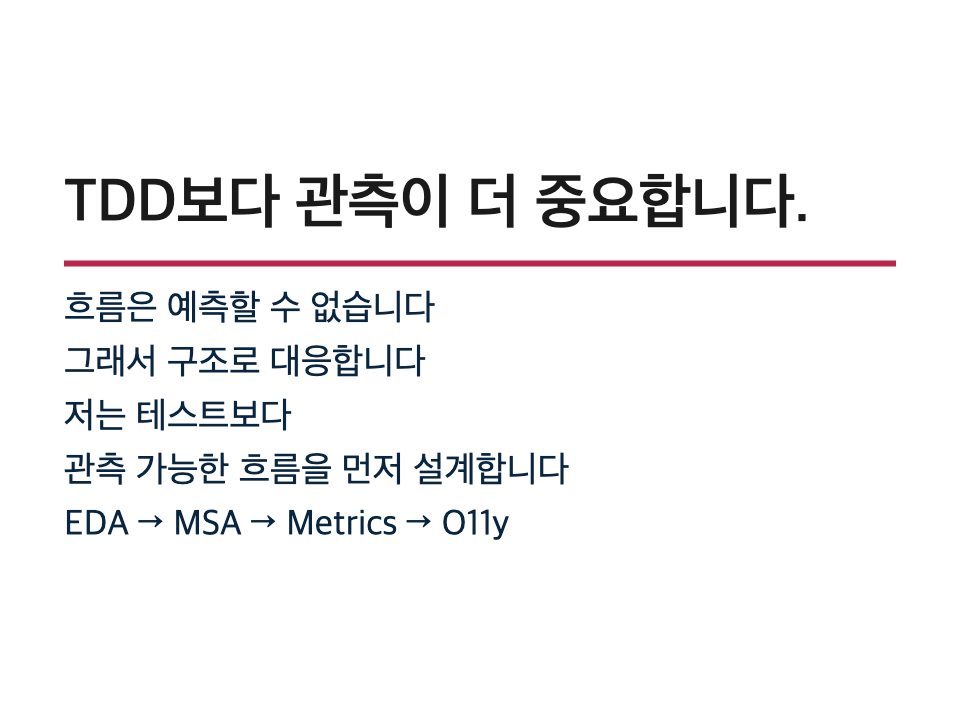 TDD보다 관측이 더 중요합니다.
흐름은 예측할 수 없습니다
그래서 구조로 대응합니다
저는 테스트보다
관측 가능한 흐름을 먼저 설계합니다
EDA → MSA → Metrics → O11y